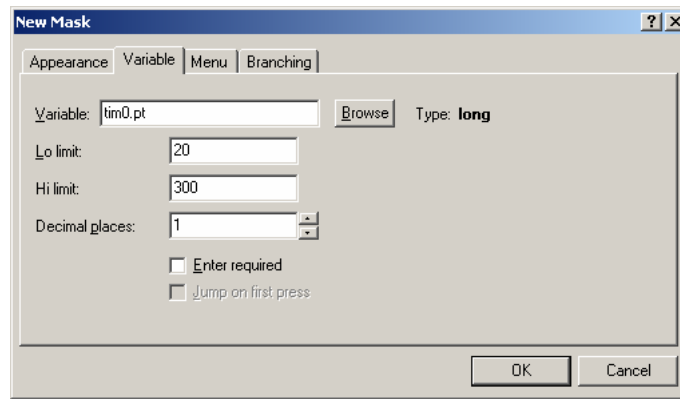 New Mask
Appearance Variable Menu Branching
Variable: tim0.pt Browse Type: long
Lo limit: 20
Hi limit: 300
Decimal places: 1
Enter required
Jump on first press
OK Cancel